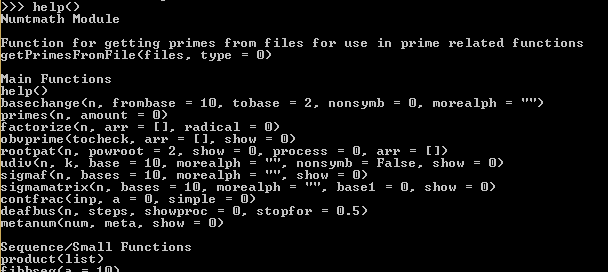 >>> help()
Numtmath Module
Function for getting primes from files for use in prime related functions
getPrimesFromFile(files, type = 0)
Main Functions
help()
basechange(n, frombase = 10, tobase = 2, nonsymb = 0, morealph = "")
primes(n, amount = 0)
factorize(n, arr = [], radical = 0)
obvprime(tocheck, arr = [], show = 0)
rootpat(n, powroot = 2, show = 0, process = 0, arr = [])
udiv(n, k, base = 10, morealph = "", nonsymb = False, show = 0)
sigmaf(n, bases = 10, morealph = "", show = 0)
sigmamatrix(n, bases = 10, morealph = "", base1 = 0, show = 0)
contfrac(inp, a = 0, simple = 0)
deafbus(n, steps, showproc = 0, stopfor = 0.5)
metanum(num, meta, show = 0)
Sequence/Small Functions
product(list)
fibbseq(a = 10)